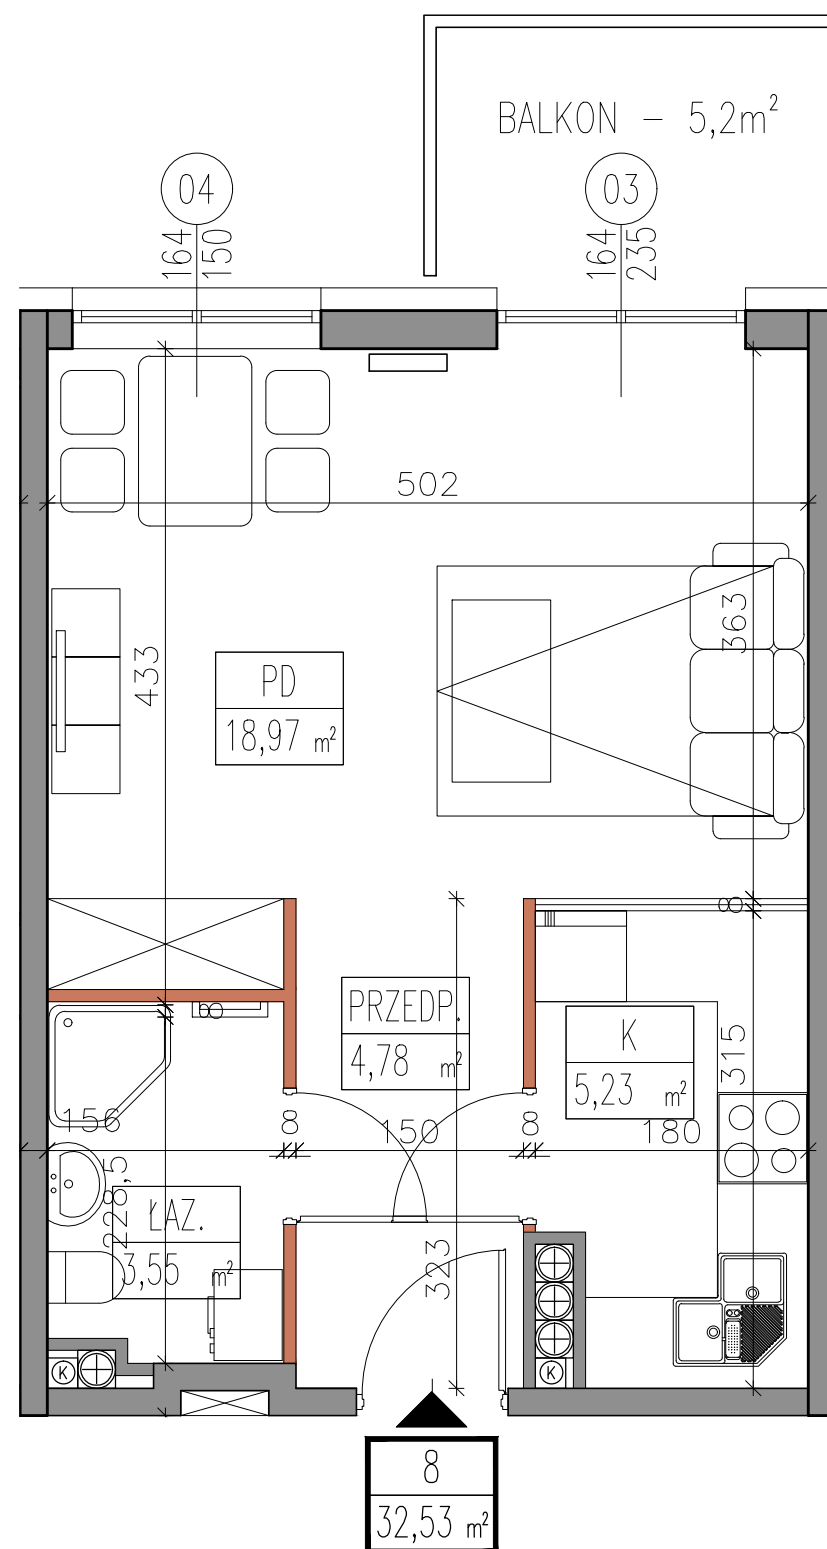 BALKON - 5,2m²
04
03
164
150
164
235
502
433
363
PD
18,97 m²
8
8
PRZEDP.
4,78 m²
K
5,23 m²
315
156
8
150
8
180
228,5
ŁAZ.
3,55 m²
323
K
K
8
32,53 m²